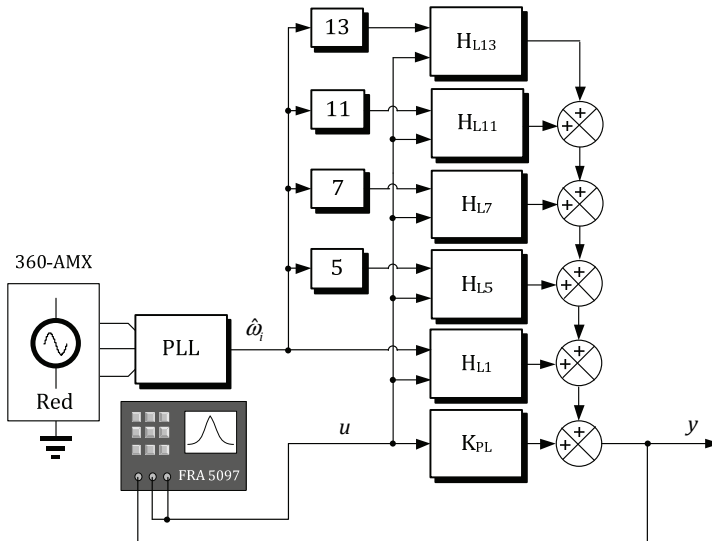 13
H_L13
11
H_L11
+
+
7
H_L7
+
+
360-AMX
5
H_L5
+
+
PLL
ω̂_i
H_L1
+
+
Red
u
K_PL
+
+
y
FRA 5097